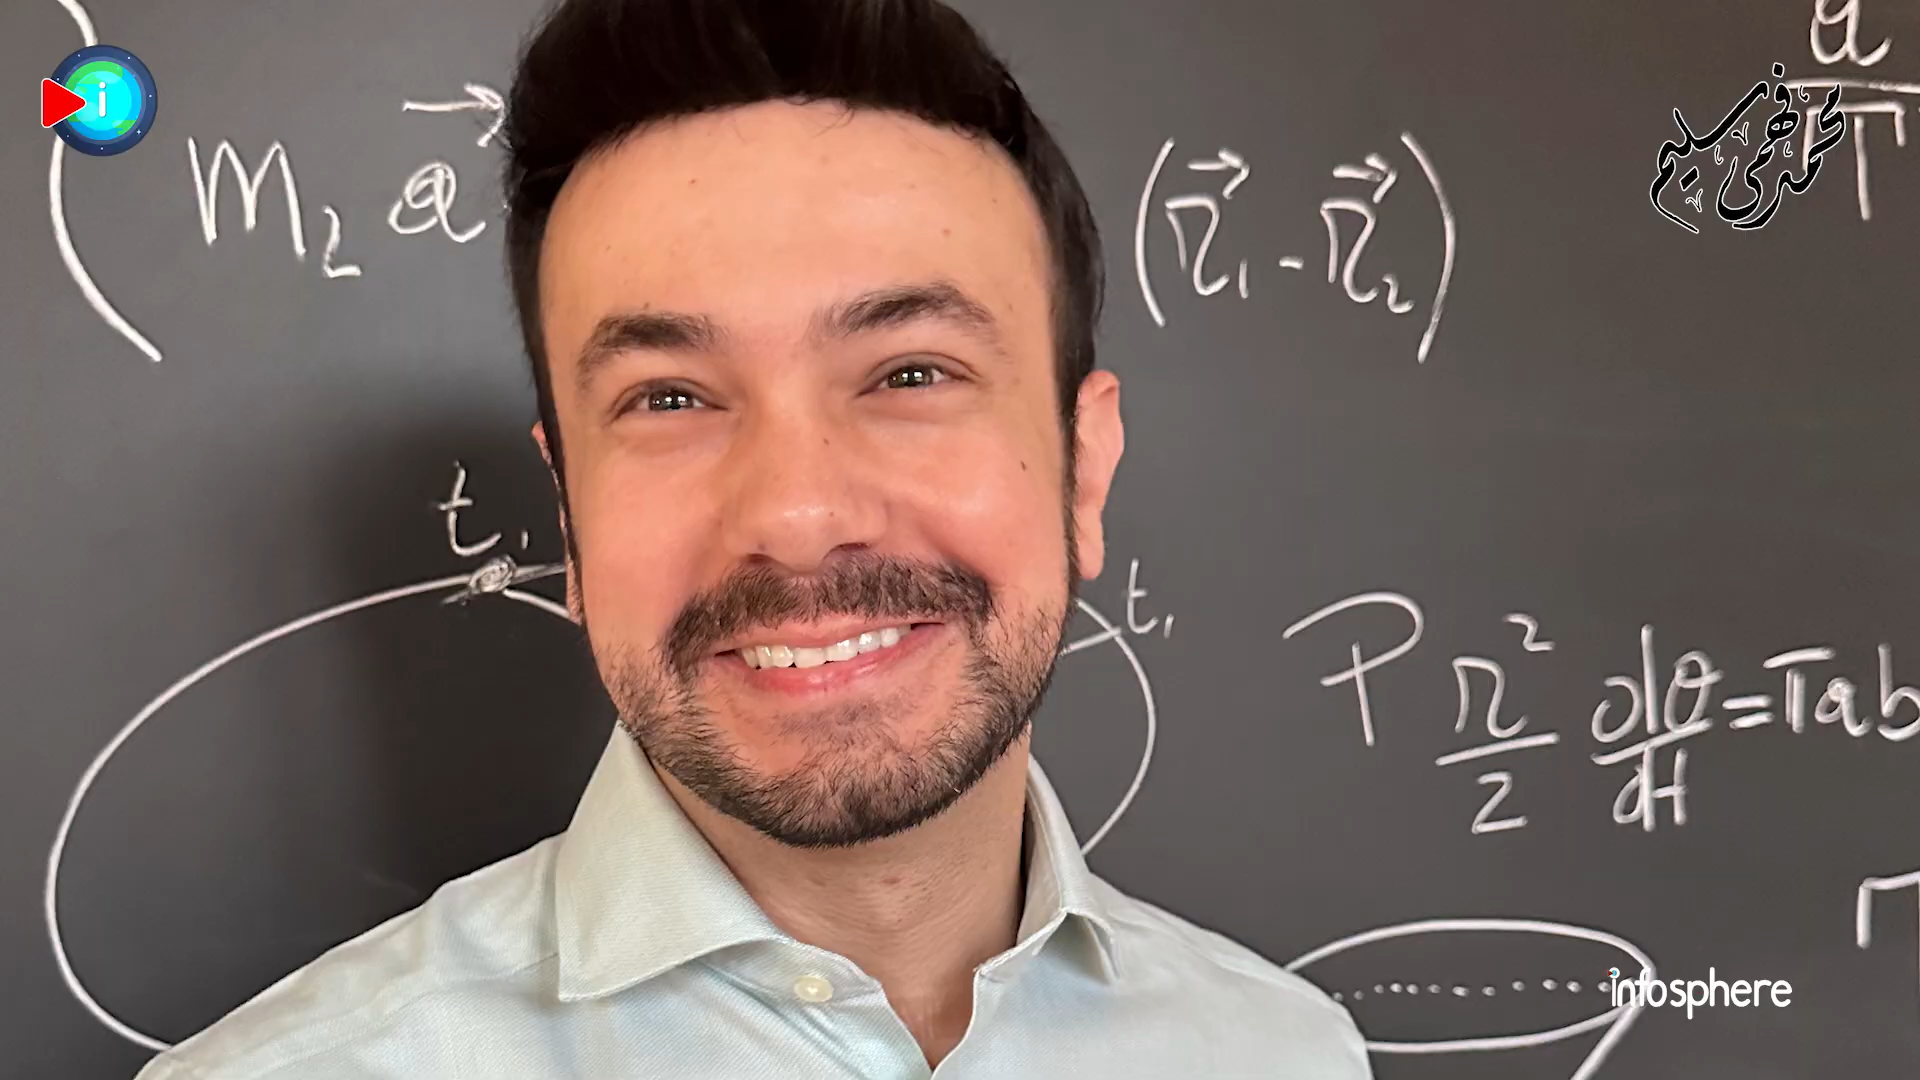 i
محمد فهمي سليم
a
m₂ a⃗
(r⃗₁ - r⃗₂)
t₁
t₁
P r²/2 dθ/dt = πab
infosphere